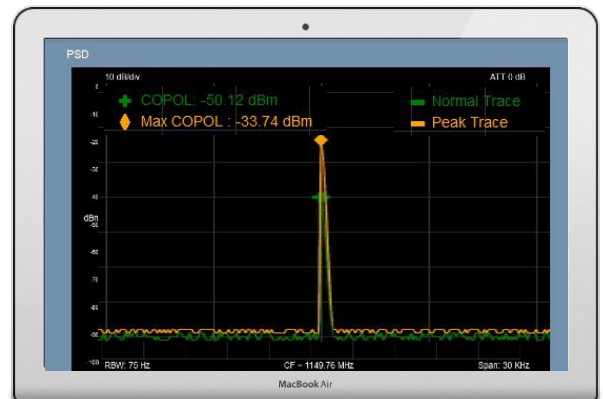 PSD
10 dB/div
ATT 0 dB
COPOL: -50.12 dBm
Normal Trace
Max COPOL : -33.74 dBm
Peak Trace
dBm
-100
RBW: 75 Hz
CF = 1149.76 MHz
Span: 30 KHz
MacBook Air